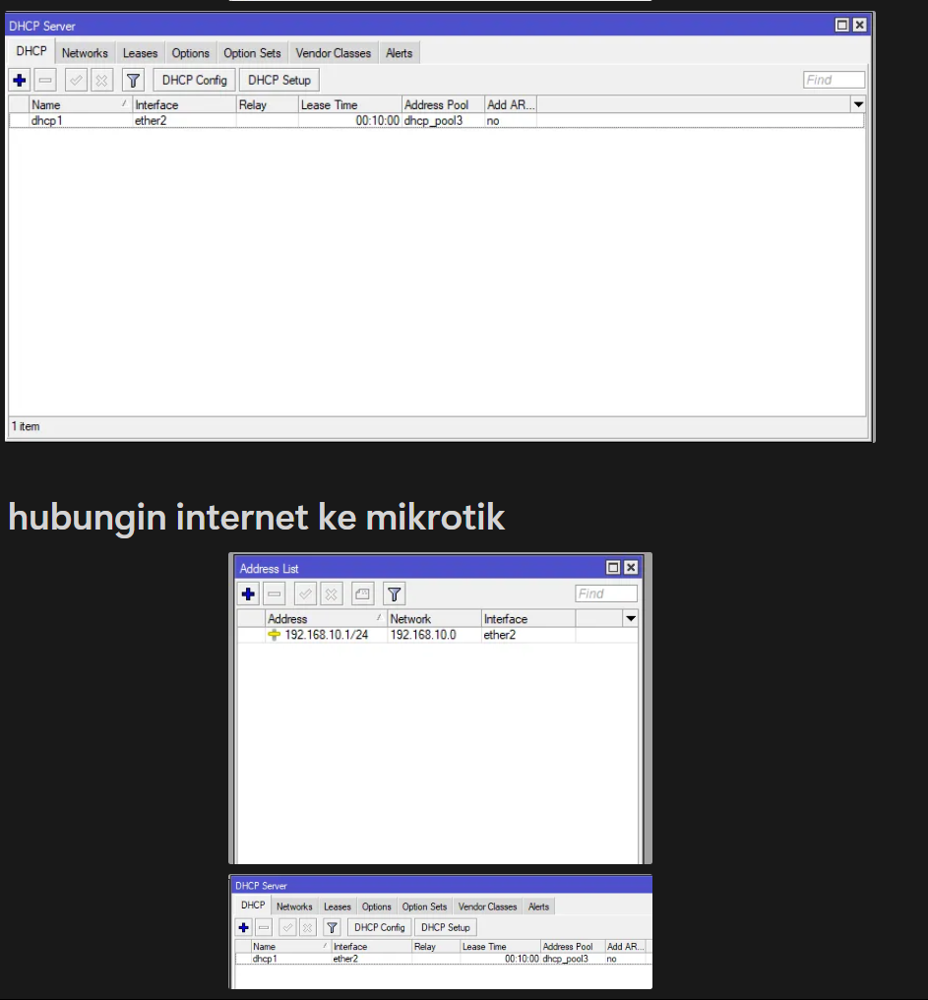 DHCP Server
DHCP Networks Leases Options Option Sets Vendor Classes Alerts
DHCP Config DHCP Setup Find
Name Interface Relay Lease Time Address Pool Add AR...
dhcp1 ether2 00:10:00 dhcp_pool3 no
1 item
hubungin internet ke mikrotik
Address List
Find
Address Network Interface
192.168.10.1/24 192.168.10.0 ether2
DHCP Server
DHCP Networks Leases Options Option Sets Vendor Classes Alerts
DHCP Config DHCP Setup
Name Interface Relay Lease Time Address Pool Add AR...
dhcp1 ether2 00:10:00 dhcp_pool3 no